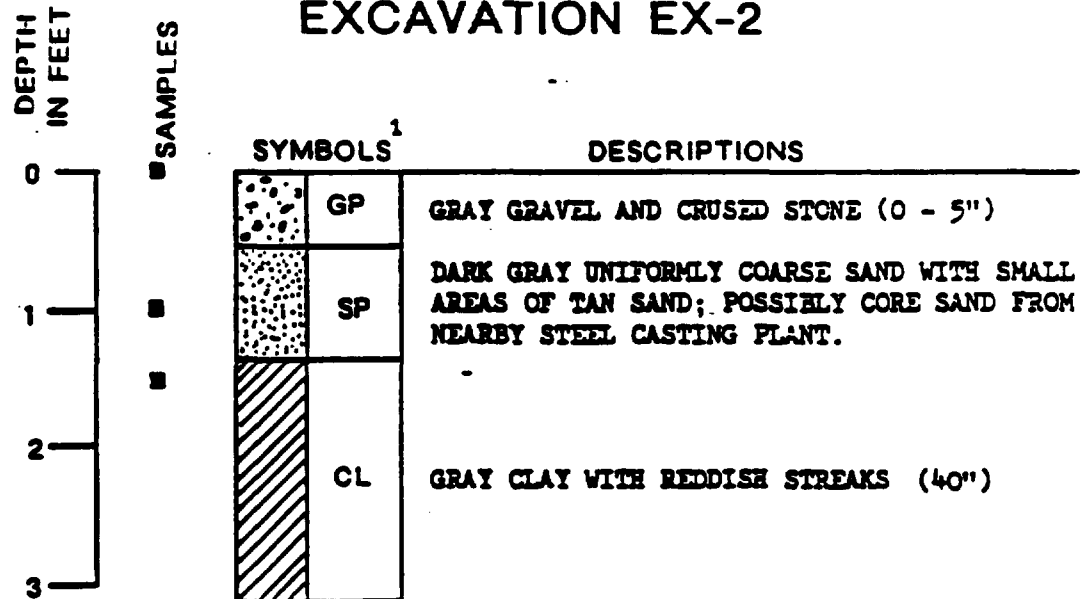 EXCAVATION EX-2
DEPTH
IN FEET
SAMPLES
SYMBOLS¹
DESCRIPTIONS
0
GP
GRAY GRAVEL AND CRUSED STONE (0 - 5")
DARK GRAY UNIFORMLY COARSE SAND WITH SMALL
1
SP
AREAS OF TAN SAND; POSSIBLY CORE SAND FROM
NEARBY STEEL CASTING PLANT.
2
CL
GRAY CLAY WITH REDDISH STREAKS (40")
3